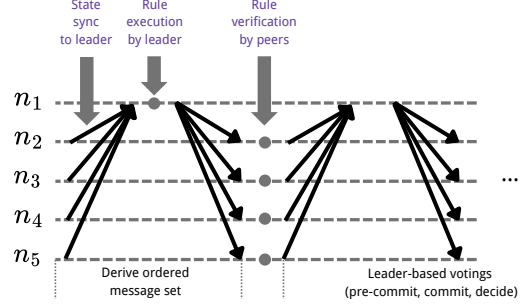 State
sync
to leader
Rule
execution
by leader
Rule
verification
by peers
n1
n2
n3
n4
n5
...
Derive ordered
message set
Leader-based votings
(pre-commit, commit, decide)